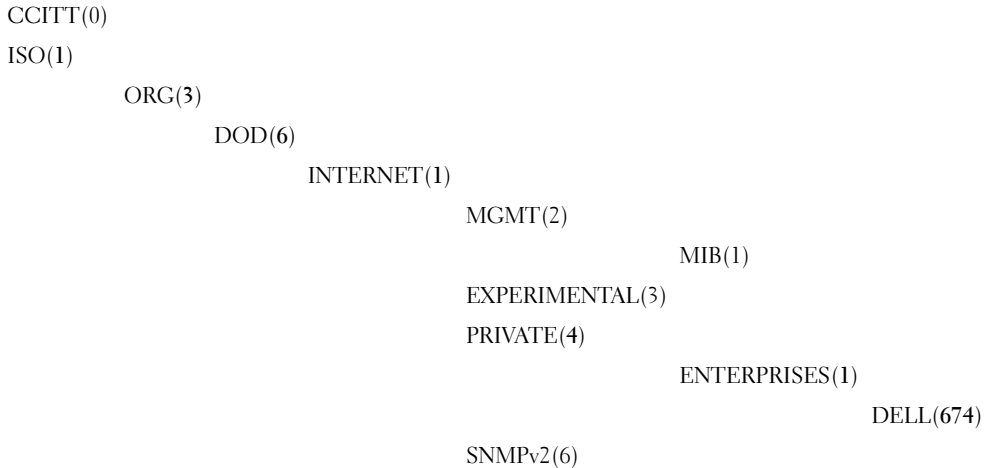 CCITT(0)
ISO(1)
ORG(3)
DOD(6)
INTERNET(1)
MGMT(2)
MIB(1)
EXPERIMENTAL(3)
PRIVATE(4)
ENTERPRISES(1)
DELL(674)
SNMPv2(6)